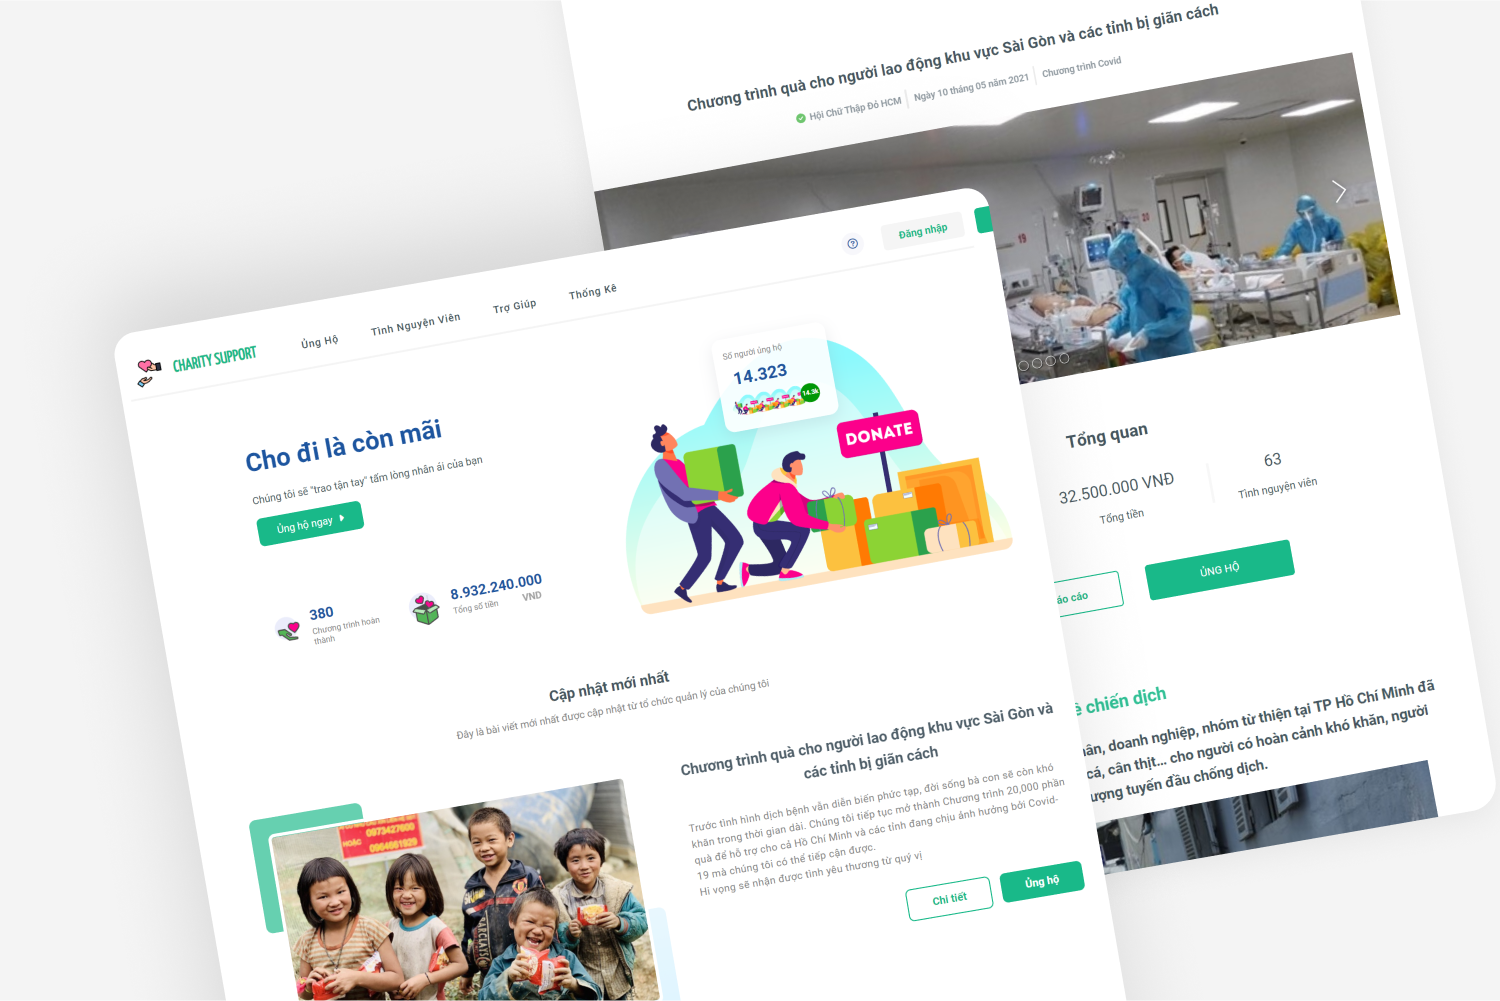 Chương trình quà cho người lao động khu vực Sài Gòn và các tỉnh bị giãn cách
Hội Chữ Thập Đỏ HCM
Ngày 10 tháng 05 năm 2021
Chương trình Covid
19
20
Tổng quan
32.500.000 VNĐ
Tổng tiền
63
Tình nguyện viên
áo cáo
ỦNG HỘ
chiến dịch
doanh nghiệp, nhóm từ thiện tại TP Hồ Chí Minh đã
cá, cân thịt... cho người có hoàn cảnh khó khăn, người
tuyến đầu chống dịch.
CHARITY SUPPORT
Ủng Hộ
Tình Nguyện Viên
Trợ Giúp
Thống Kê
Đăng nhập
Cho đi là còn mãi
Chúng tôi sẽ "trao tận tay" tấm lòng nhân ái của bạn
Ủng hộ ngay
380
Chương trình hoàn
thành
8.932.240.000
Tổng số tiền
VND
Số người ủng hộ
14.323
14.3k
DONATE
Cập nhật mới nhất
Đây là bài viết mới nhất được cập nhật từ tổ chức quản lý của chúng tôi
0973427600
HOẶC
0964661929
BARCLAYS
Chương trình quà cho người lao động khu vực Sài Gòn và
các tỉnh bị giãn cách
Trước tình hình dịch bệnh vẫn diễn biến phức tạp, đời sống bà con sẽ còn khó
khăn trong thời gian dài. Chúng tôi tiếp tục mở thành Chương trình 20,000 phần
quà để hỗ trợ cho cả Hồ Chí Minh và các tỉnh đang chịu ảnh hưởng bởi Covid-
19 mà chúng tôi có thể tiếp cận được.
Hi vọng sẽ nhận được tình yêu thương từ quý vị
Chi tiết
Ủng hộ